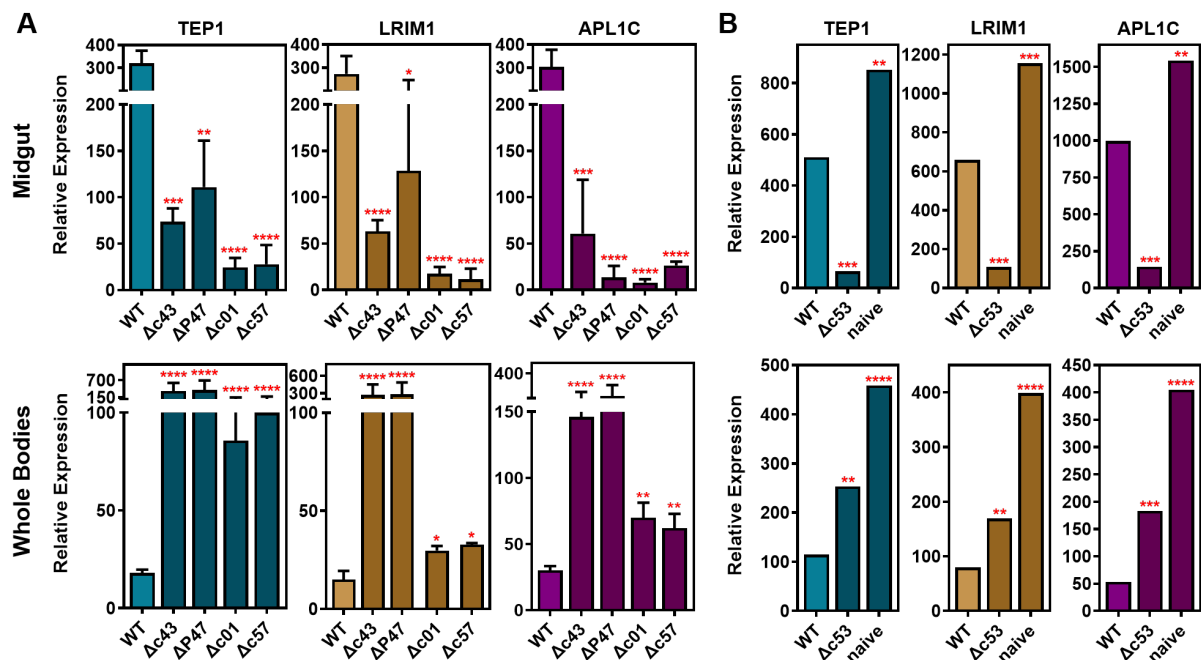 A
B
TEP1
LRIM1
APL1C
TEP1
LRIM1
APL1C
Midgut
Relative Expression
400
300
200
150
100
50
0
***
**
****
****
WT
Δc43
ΔP47
Δc01
Δc57
400
300
200
150
100
50
0
****
*
****
****
WT
Δc43
ΔP47
Δc01
Δc57
400
300
200
150
100
50
0
***
****
****
****
WT
Δc43
ΔP47
Δc01
Δc57
Relative Expression
800
600
400
200
0
***
**
WT
Δc53
naive
1200
1000
800
600
400
200
0
***
***
WT
Δc53
naive
1500
1250
1000
750
500
250
0
***
**
WT
Δc53
naive
Whole Bodies
Relative Expression
700
150
100
50
0
****
****
****
****
WT
Δc43
ΔP47
Δc01
Δc57
600
300
100
50
0
****
****
*
*
WT
Δc43
ΔP47
Δc01
Δc57
400
150
100
50
0
****
****
**
**
WT
Δc43
ΔP47
Δc01
Δc57
Relative Expression
500
400
300
200
100
0
**
****
WT
Δc53
naive
400
300
200
100
0
**
****
WT
Δc53
naive
450
400
350
300
250
200
150
100
50
0
***
****
WT
Δc53
naive